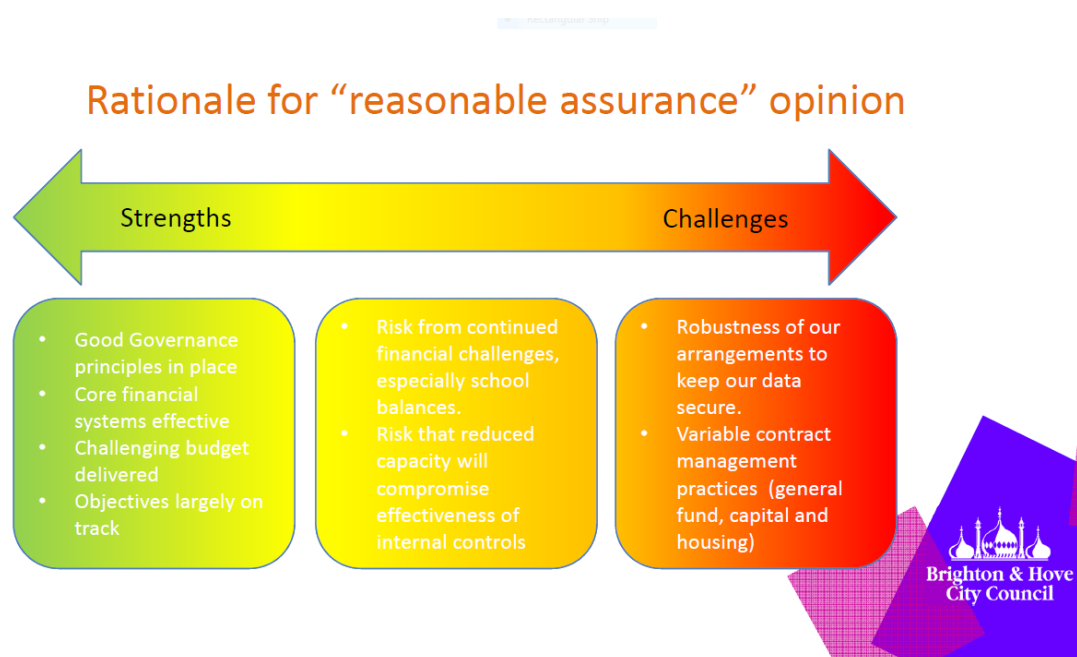 Rectangular Snip
Rationale for “reasonable assurance” opinion
Strengths
Challenges
• Good Governance
principles in place
• Core financial
systems effective
• Challenging budget
delivered
• Objectives largely on
track
• Risk from continued
financial challenges,
especially school
balances.
• Risk that reduced
capacity will
compromise
effectiveness of
internal controls
• Robustness of our
arrangements to
keep our data
secure.
• Variable contract
management
practices (general
fund, capital and
housing)
Brighton & Hove
City Council